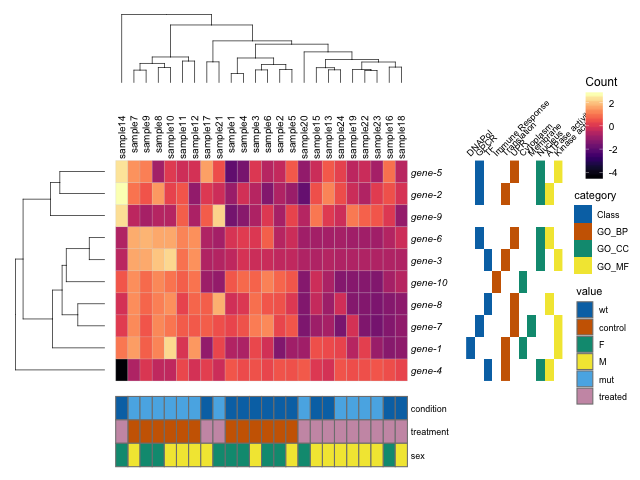 sample14
sample7
sample9
sample8
sample10
sample11
sample12
sample17
sample21
sample1
sample4
sample3
sample6
sample2
sample5
sample20
sample15
sample13
sample24
sample19
sample22
sample23
sample16
sample18
DNAPol
Immune Response
Cytoplasm
Membrane
Nucleus
Count
2
0
-2
-4
gene-5
gene-2
gene-9
gene-6
gene-3
gene-10
gene-8
gene-7
gene-1
gene-4
category
Class
GO_BP
GO_CC
GO_MF
value
wt
control
F
M
mut
treated
condition
treatment
sex